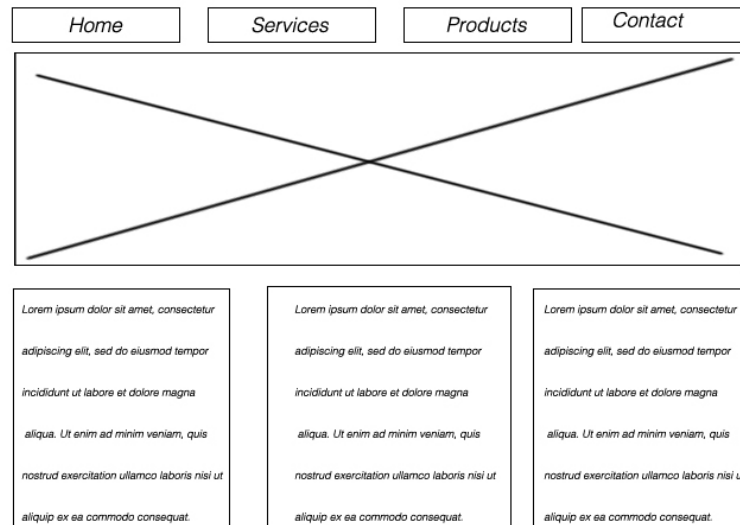 Home
Services
Products
Contact
Lorem ipsum dolor sit amet, consectetur
adipiscing elit, sed do eiusmod tempor
incididunt ut labore et dolore magna
aliqua. Ut enim ad minim veniam, quis
nostrud exercitation ullamco laboris nisi ut
aliquip ex ea commodo consequat.
Lorem ipsum dolor sit amet, consectetur
adipiscing elit, sed do eiusmod tempor
incididunt ut labore et dolore magna
aliqua. Ut enim ad minim veniam, quis
nostrud exercitation ullamco laboris nisi ut
aliquip ex ea commodo consequat.
Lorem ipsum dolor sit amet, consectetur
adipiscing elit, sed do eiusmod tempor
incididunt ut labore et dolore magna
aliqua. Ut enim ad minim veniam, quis
nostrud exercitation ullamco laboris nisi u
aliquip ex ea commodo consequat.